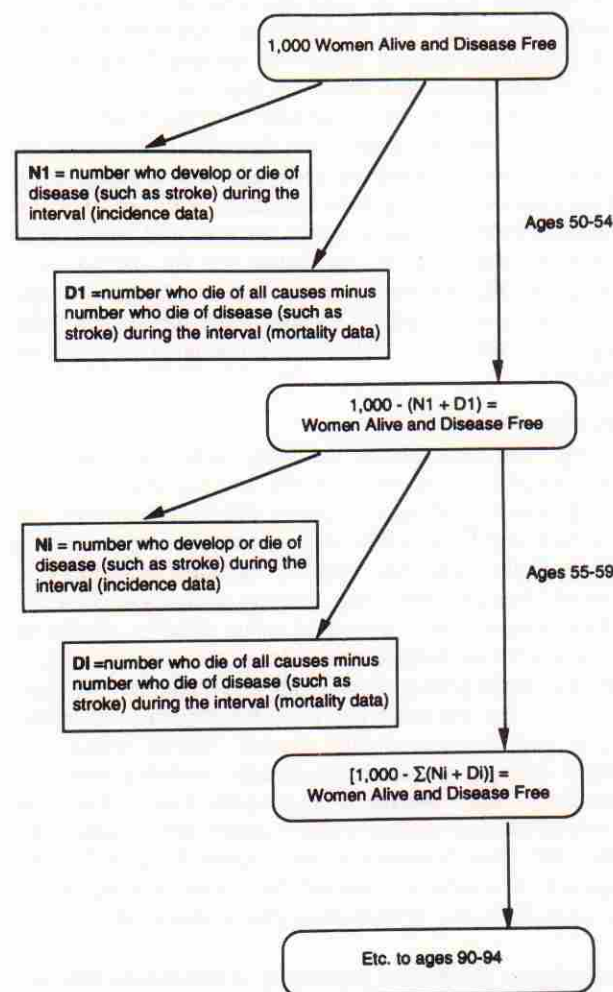 1,000 Women Alive and Disease Free
N1 = number who develop or die of
disease (such as stroke) during the
interval (incidence data)
Ages 50-54
D1 =number who die of all causes minus
number who die of disease (such as
stroke) during the interval (mortality data)
1,000 - (N1 + D1) =
Women Alive and Disease Free
Ni = number who develop or die of
disease (such as stroke) during the
interval (incidence data)
Ages 55-59
Di =number who die of all causes minus
number who die of disease (such as
stroke) during the interval (mortality data)
[1,000 - Σ(Ni + Di)] =
Women Alive and Disease Free
Etc. to ages 90-94